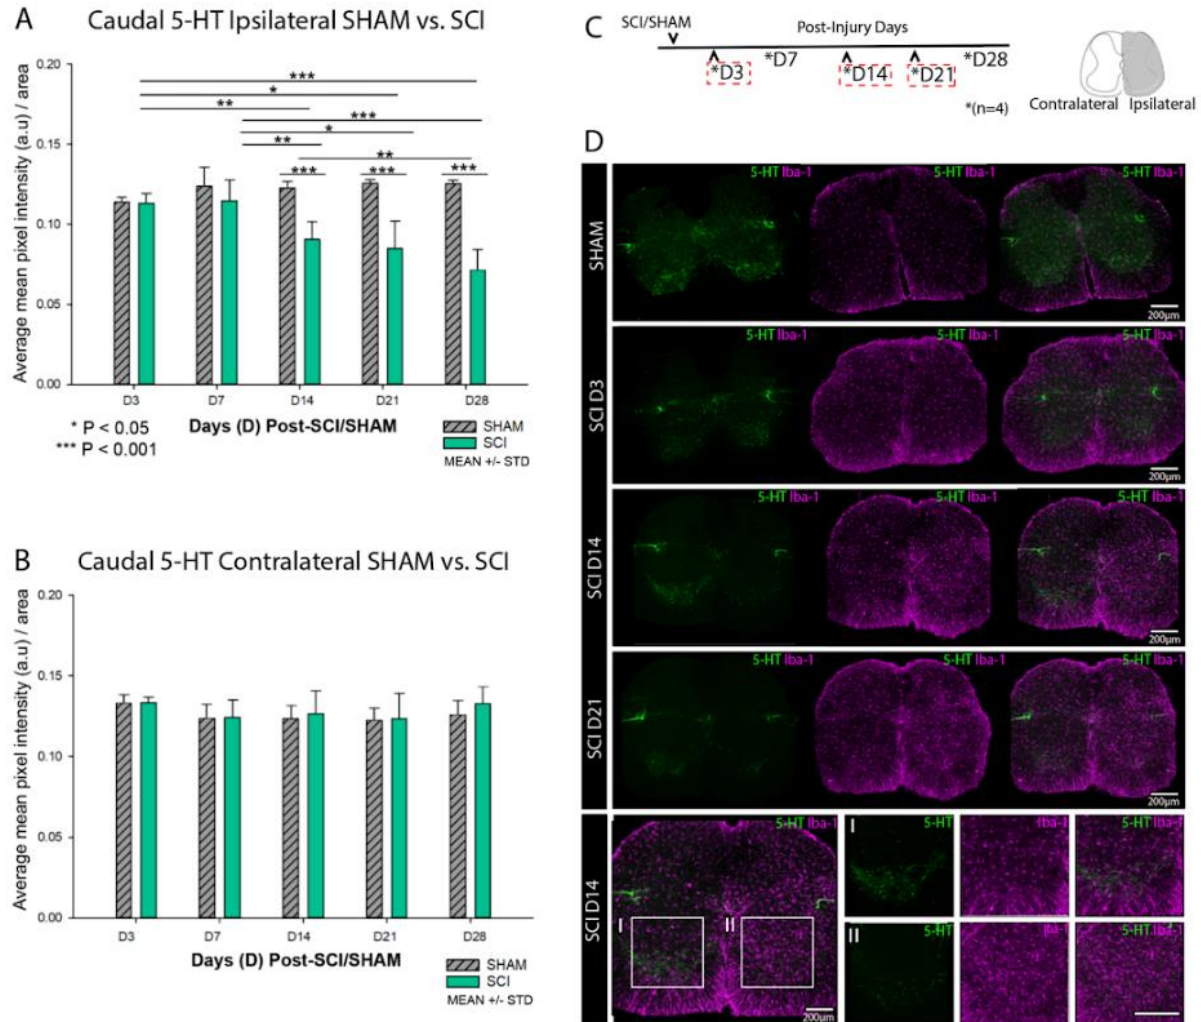 A
Caudal 5-HT Ipsilateral SHAM vs. SCI
Average mean pixel intensity (a.u) / area
0.20
0.15
0.10
0.05
0.00
***
*
**
***
*
**
**
***
***
***
D3
D7
D14
D21
D28
Days (D) Post-SCI/SHAM
* P < 0.05
*** P < 0.001
SHAM
SCI
MEAN +/- STD
B
Caudal 5-HT Contralateral SHAM vs. SCI
Average mean pixel intensity (a.u) / area
0.20
0.15
0.10
0.05
0.00
D3
D7
D14
D21
D28
Days (D) Post-SCI/SHAM
SHAM
SCI
MEAN +/- STD
C
SCI/SHAM
Post-Injury Days
*D3
*D7
*D14
*D21
*D28
*(n=4)
Contralateral Ipsilateral
D
SHAM
5-HT Iba-1
5-HT Iba-1
5-HT Iba-1
200µm
SCI D3
5-HT Iba-1
5-HT Iba-1
5-HT Iba-1
200µm
SCI D14
5-HT Iba-1
5-HT Iba-1
5-HT Iba-1
200µm
SCI D21
5-HT Iba-1
5-HT Iba-1
5-HT Iba-1
200µm
SCI D14
5-HT Iba-1
I
II
200µm
I
5-HT
Iba-1
5-HT Iba-1
II
5-HT
Iba-1
5-HT Iba-1